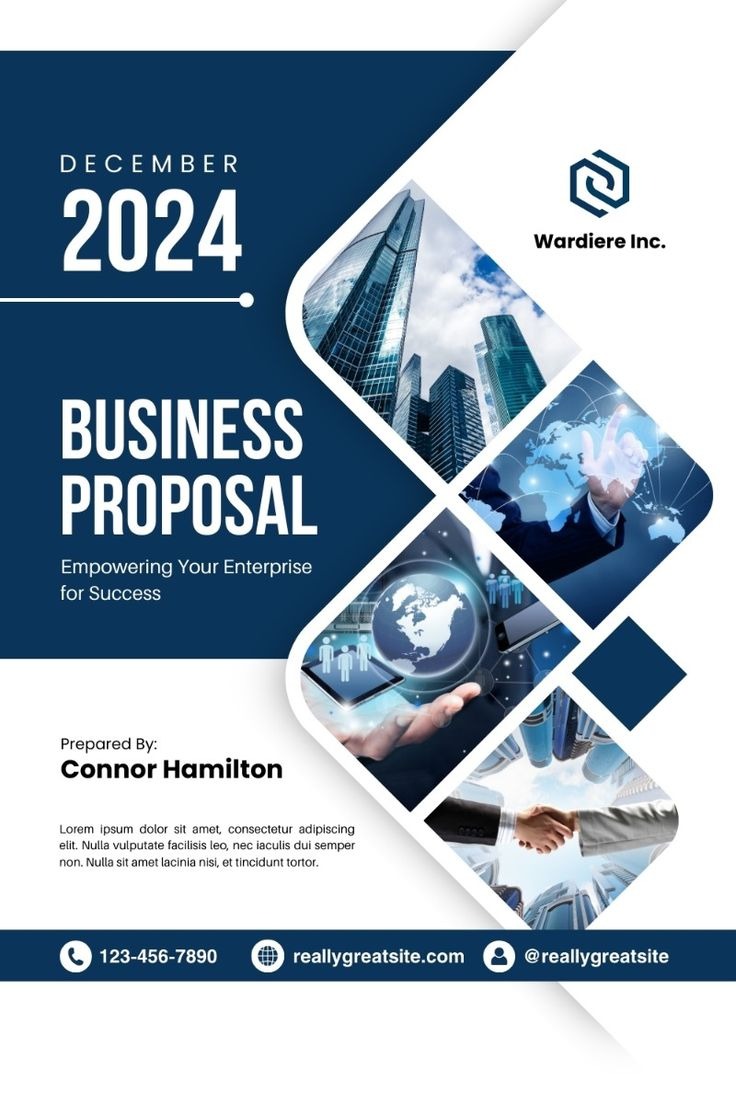 DECEMBER
2024
Wardiere Inc.
BUSINESS
PROPOSAL
Empowering Your Enterprise
for Success
Prepared By:
Connor Hamilton
Lorem ipsum dolor sit amet, consectetur adipiscing
elit. Nulla vulputate facilisis leo, nec iaculis dui semper
non. Nulla sit amet lacinia nisi, et tincidunt tortor.
123-456-7890
reallygreatsite.com
@reallygreatsite